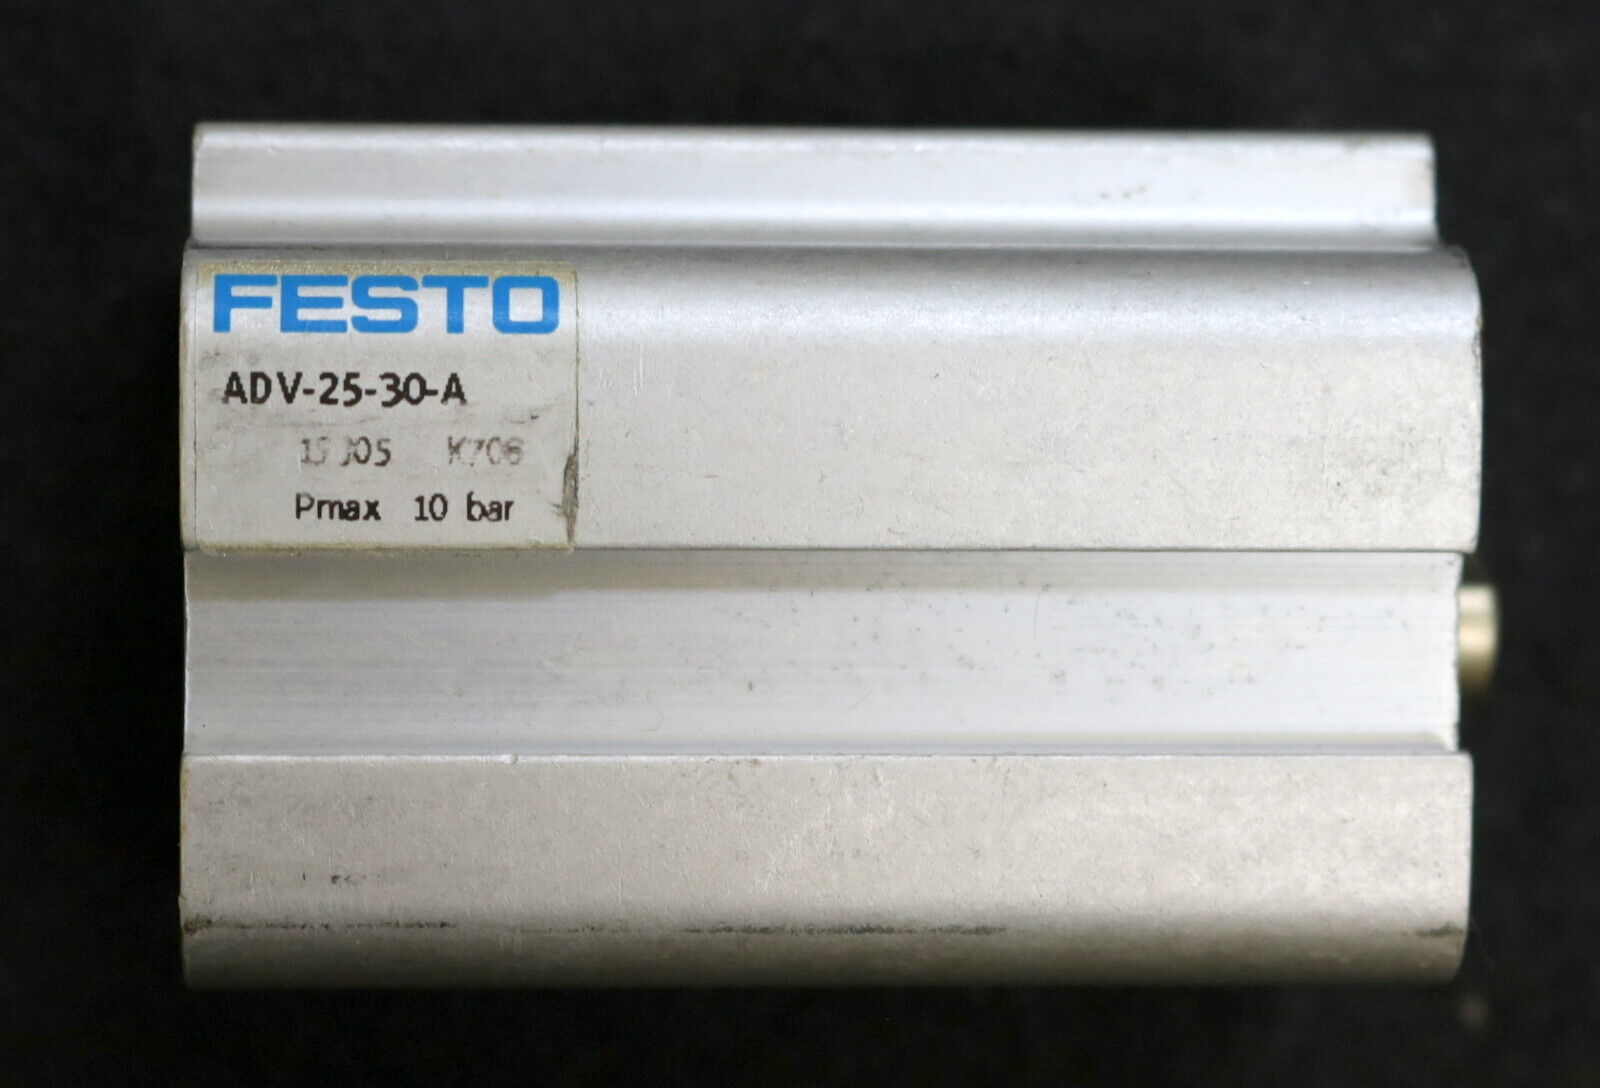 FESTO
ADV-25-30-A
K706
Pmax 10 bar